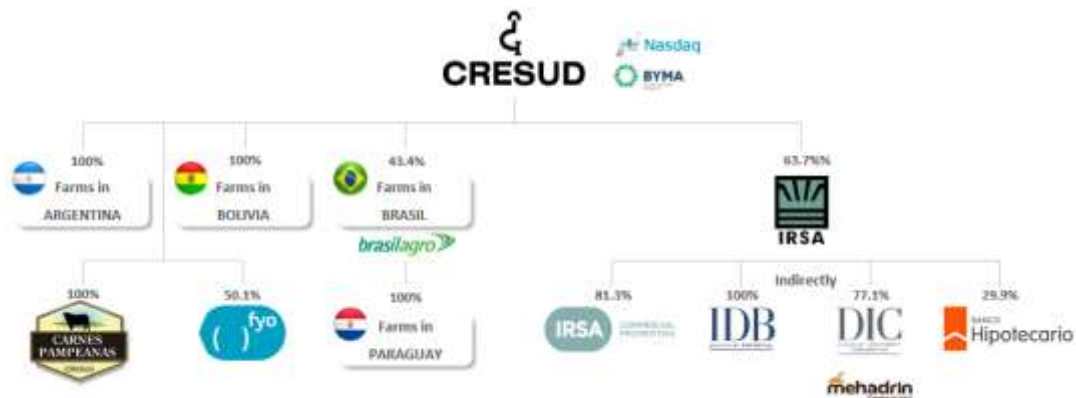 CRESUD
Nasdaq
BYMA
100%
Farms in
ARGENTINA
100%
Farms in
BOLIVIA
43.4%
Farms in
BRASIL
brasilagro
63.7%%
IRSA
100%
CARNES
PAMPEANAS
50.1%
( ) fyo
100%
Farms in
PARAGUAY
Indirectly
81.3%
IRSA
COMMERCIAL
PROPERTIES
100%
IDB
77.1%
DIC
mehadrin
29.9%
BANCO
Hipotecario